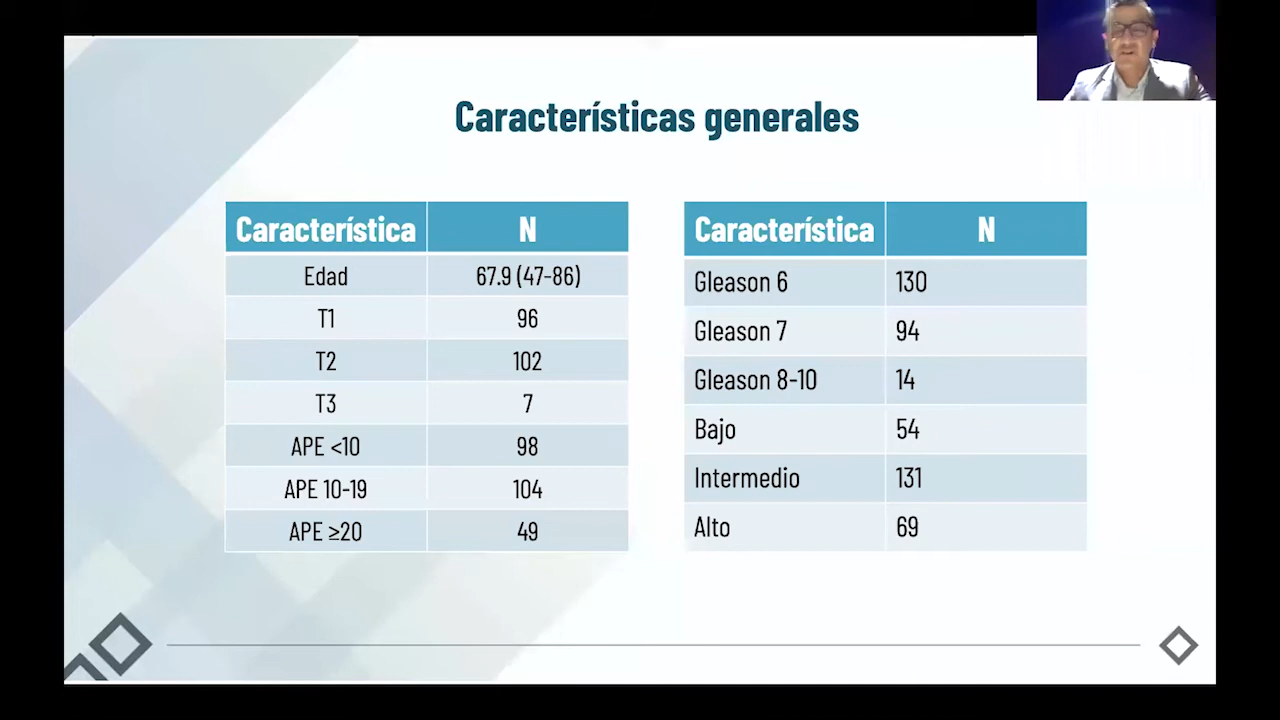 Características generales
Característica N
Edad 67.9 (47-86)
T1 96
T2 102
T3 7
APE <10 98
APE 10-19 104
APE ≥20 49
Característica N
Gleason 6 130
Gleason 7 94
Gleason 8-10 14
Bajo 54
Intermedio 131
Alto 69